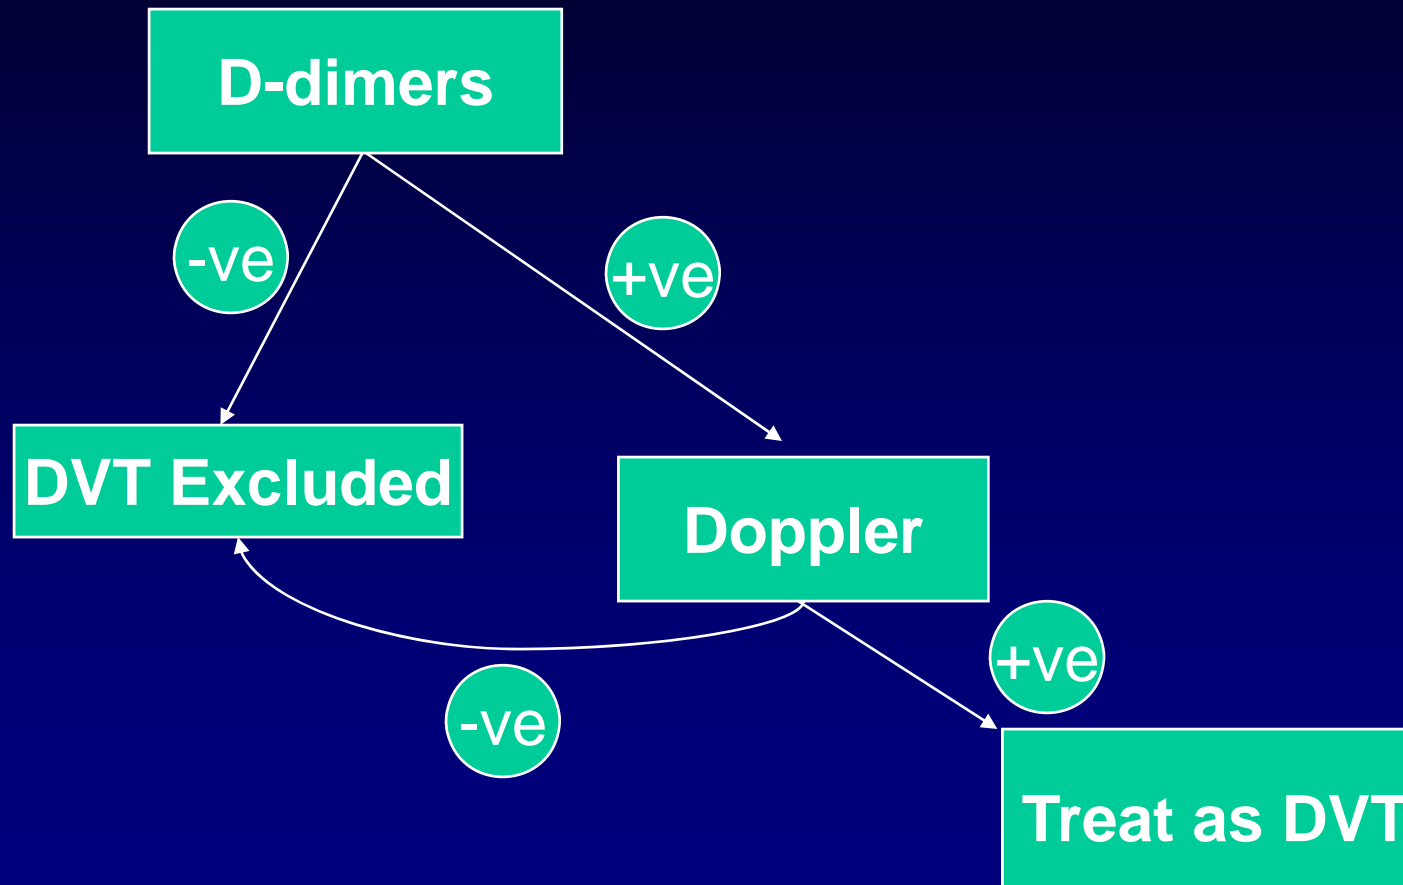 D-dimers
-ve
+ve
DVT Excluded
Doppler
+ve
-ve
Treat as DVT